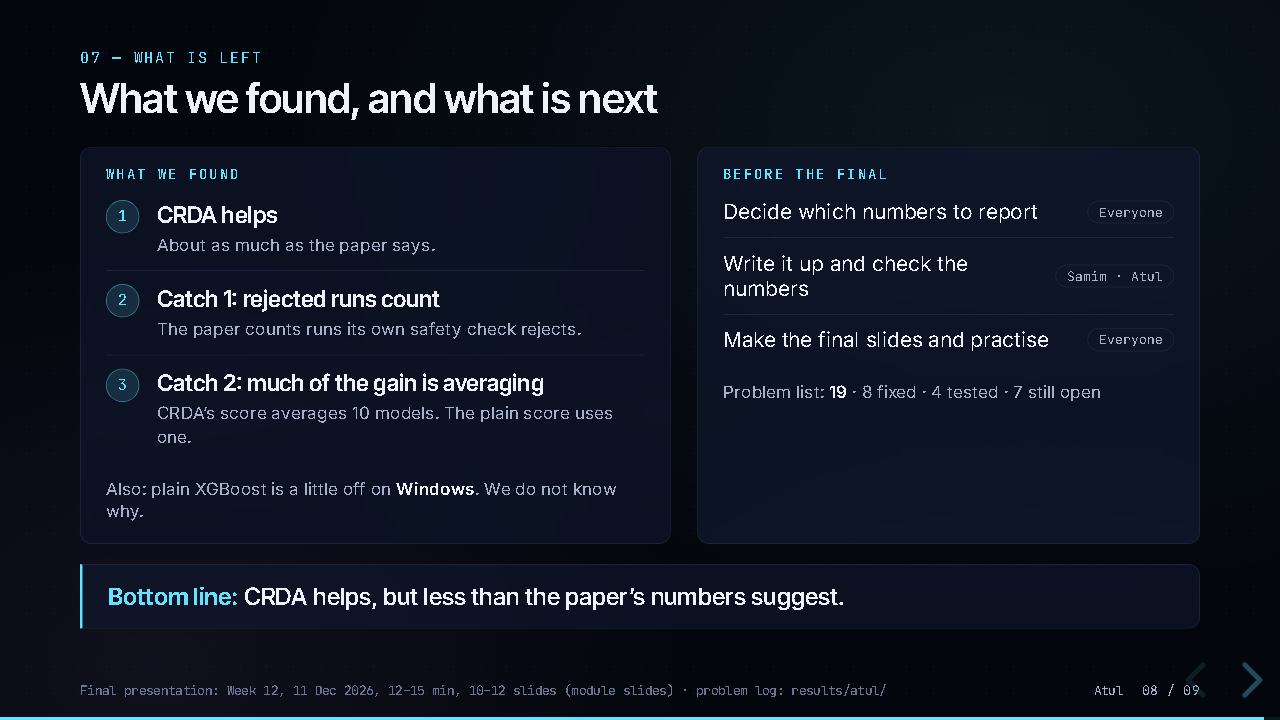 07 — WHAT IS LEFT
What we found, and what is next
WHAT WE FOUND
1
CRDA helps
About as much as the paper says.
2
Catch 1: rejected runs count
The paper counts runs its own safety check rejects.
3
Catch 2: much of the gain is averaging
CRDA’s score averages 10 models. The plain score uses
one.
Also: plain XGBoost is a little off on Windows. We do not know
why.
BEFORE THE FINAL
Decide which numbers to report
Everyone
Write it up and check the
numbers
Samim · Atul
Make the final slides and practise
Everyone
Problem list: 19 · 8 fixed · 4 tested · 7 still open
Bottom line: CRDA helps, but less than the paper’s numbers suggest.
Final presentation: Week 12, 11 Dec 2026, 12–15 min, 10–12 slides (module slides) · problem log: results/atul/
Atul 08 / 09